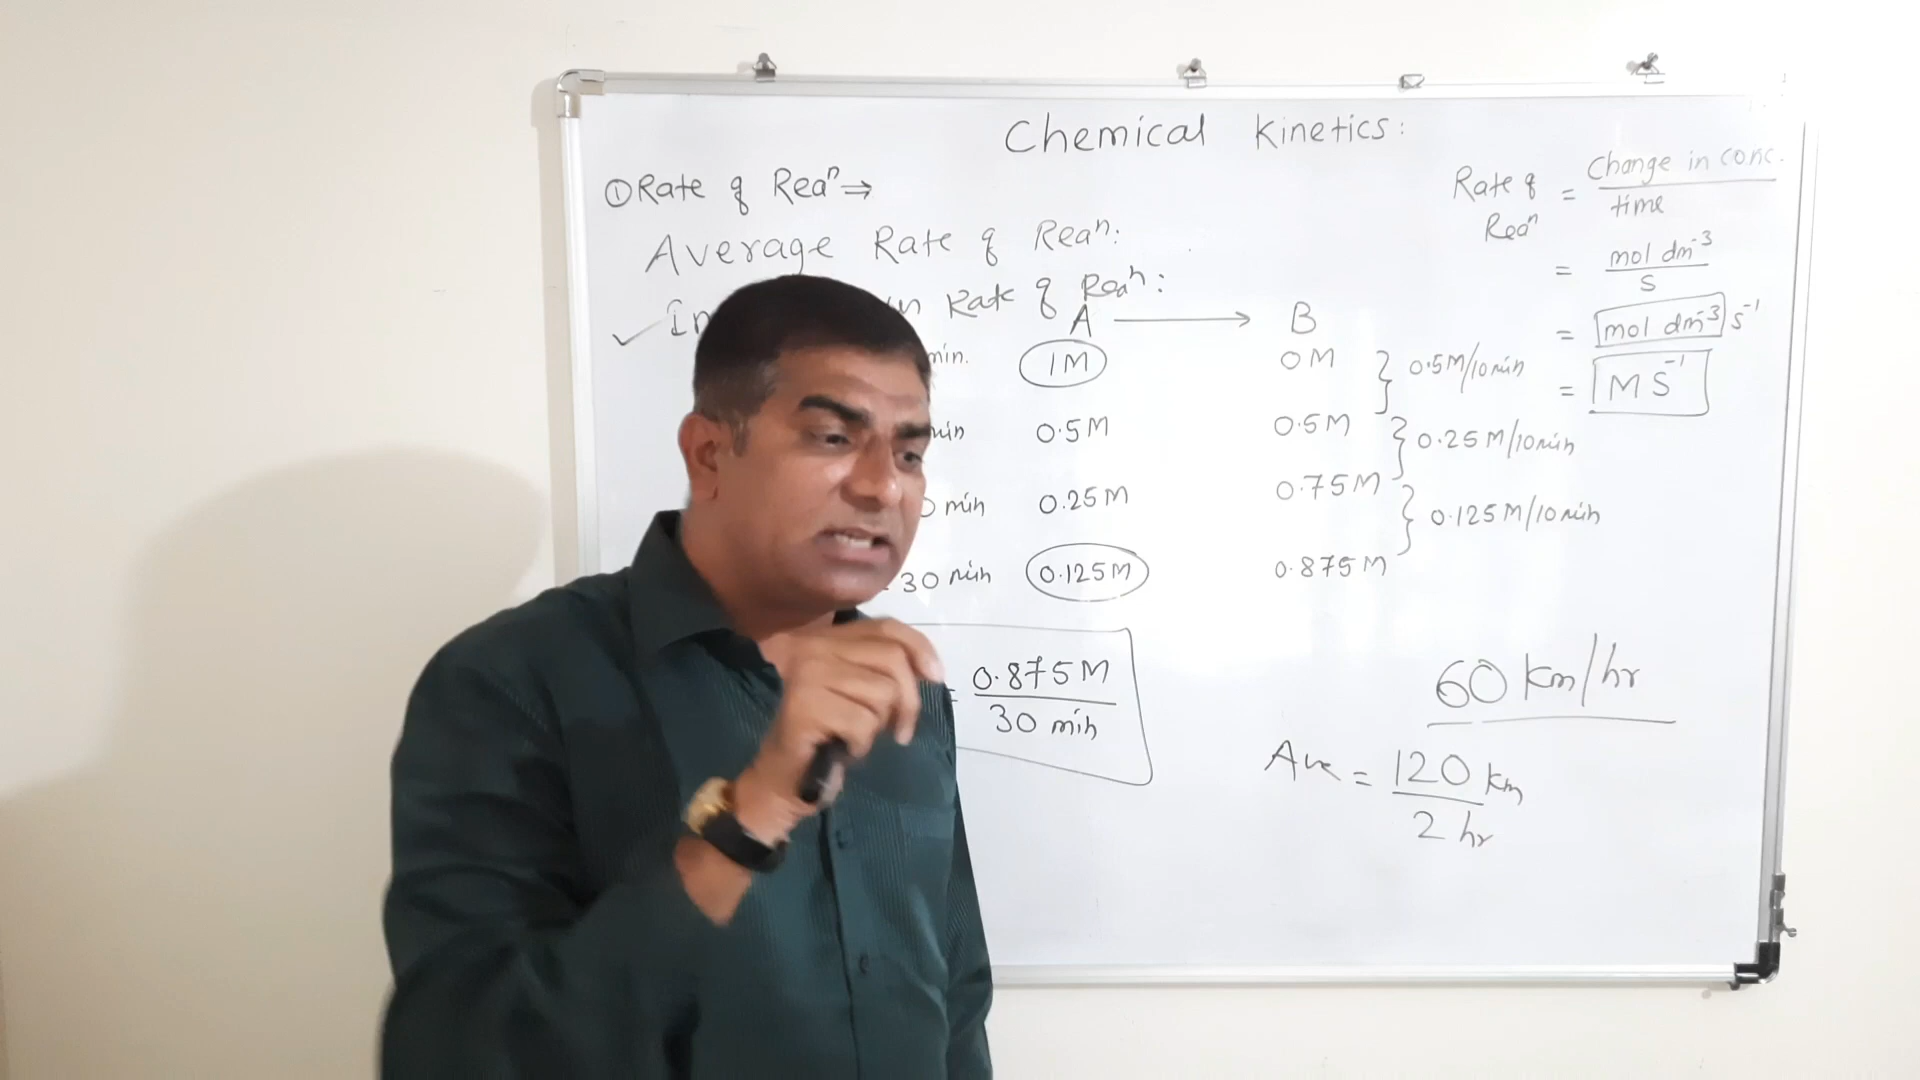 Chemical Kinetics:
① Rate of Reaⁿ ⇒
Average Rate of Reaⁿ:
✓ Rate of Reaⁿ:
A → B
min. 1M 0M } 0.5M/10min
min 0.5M 0.5M } 0.25M/10min
min 0.25M 0.75M } 0.125M/10min
30 min 0.125M 0.875M
= 0.875M
30 min
Rate of Reaⁿ = Change in conc.
time
= mol dm⁻³
s
= mol dm⁻³ s⁻¹
= M S⁻¹
60 km/hr
Ave = 120 km
2 hr